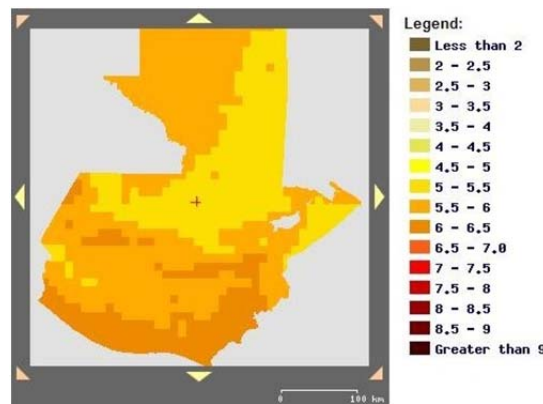 Legend:
Less than 2
2 - 2.5
2.5 - 3
3 - 3.5
3.5 - 4
4 - 4.5
4.5 - 5
5 - 5.5
5.5 - 6
6 - 6.5
6.5 - 7.0
7 - 7.5
7.5 - 8
8 - 8.5
8.5 - 9
Greater than 9
0 100 km